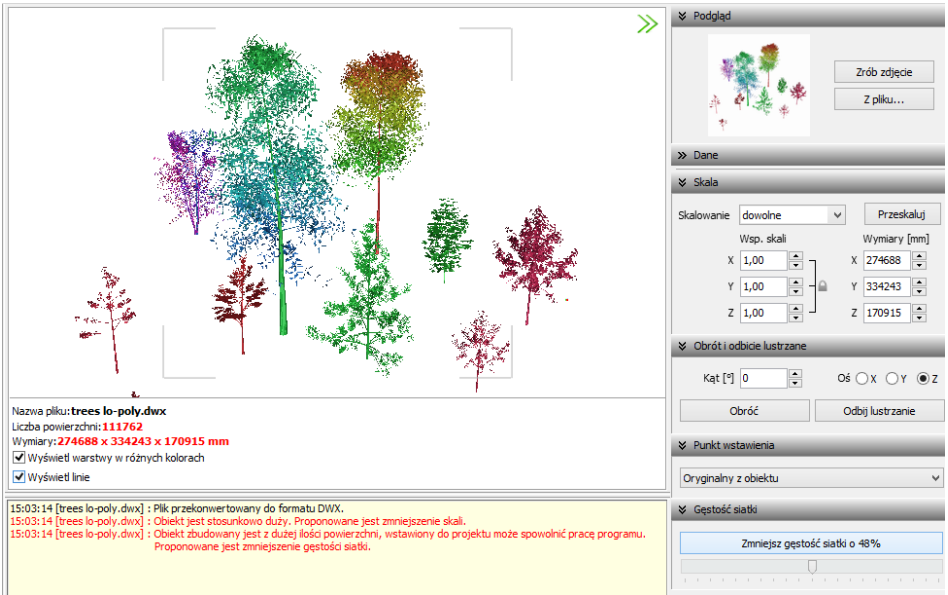 Podgląd
Zrób zdjęcie
Z pliku...
Dane
Skala
Skalowanie dowolne Przeskaluj
Wsp. skali Wymiary [mm]
X 1,00 X 274688
Y 1,00 Y 334243
Z 1,00 Z 170915
Obrót i odbicie lustrzane
Kąt [°] 0 Oś X Y Z
Obróć Odbij lustrzanie
Punkt wstawienia
Oryginalny z obiektu
Gęstość siatki
Zmniejsz gęstość siatki o 48%
Nazwa pliku: trees lo-poly.dwx
Liczba powierzchni: 111762
Wymiary: 274688 x 334243 x 170915 mm
Wyświetl warstwy w różnych kolorach
Wyświetl linie
15:03:14 [trees lo-poly.dwx] : Plik przekonwertowany do formatu DWX.
15:03:14 [trees lo-poly.dwx] : Obiekt jest stosunkowo duży. Proponowane jest zmniejszenie skali.
15:03:14 [trees lo-poly.dwx] : Obiekt zbudowany jest z dużej ilości powierzchni, wstawiony do projektu może spowolnić pracę programu.
Proponowane jest zmniejszenie gęstości siatki.